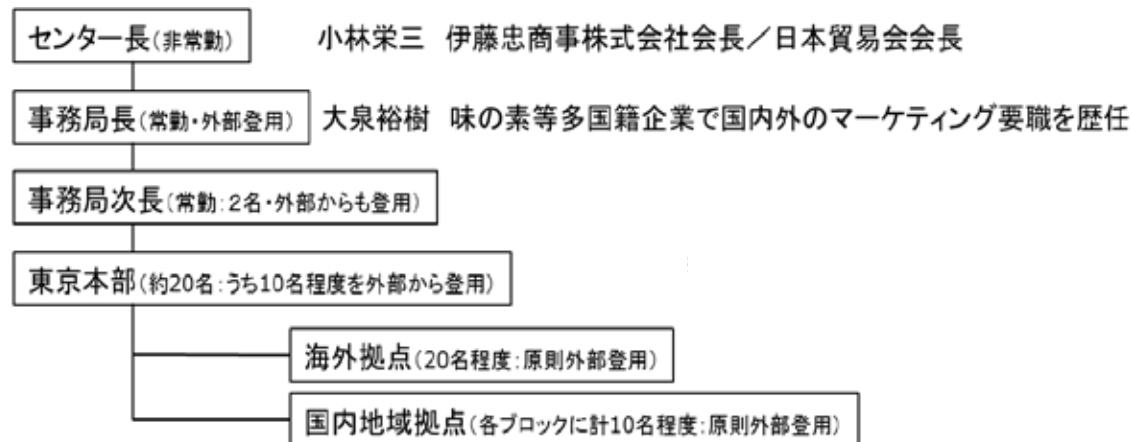 センター長(非常勤) 小林栄三 伊藤忠商事株式会社会長/日本貿易会会長
事務局長(常勤・外部登用) 大泉裕樹 味の素等多国籍企業で国内外のマーケティング要職を歴任
事務局次長(常勤:2名・外部からも登用)
東京本部(約20名:うち10名程度を外部から登用)
海外拠点(20名程度:原則外部登用)
国内地域拠点(各ブロックに計10名程度:原則外部登用)